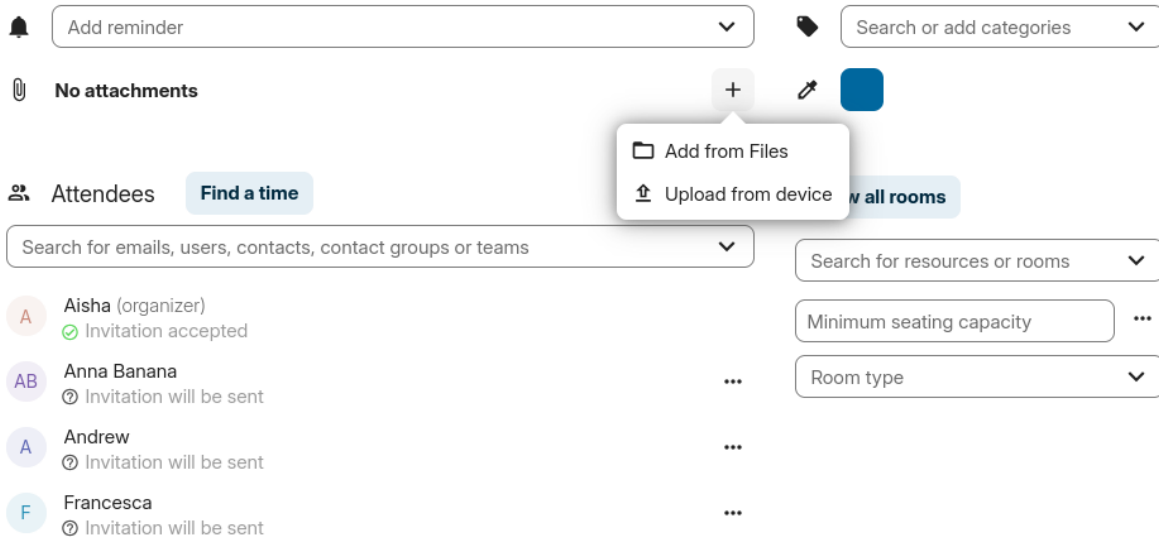 Add reminder
Search or add categories
No attachments
Add from Files
Upload from device
Attendees
Find a time
all rooms
Search for emails, users, contacts, contact groups or teams
Search for resources or rooms
A
Aisha (organizer)
Invitation accepted
Minimum seating capacity
AB
Anna Banana
Invitation will be sent
Room type
A
Andrew
Invitation will be sent
F
Francesca
Invitation will be sent